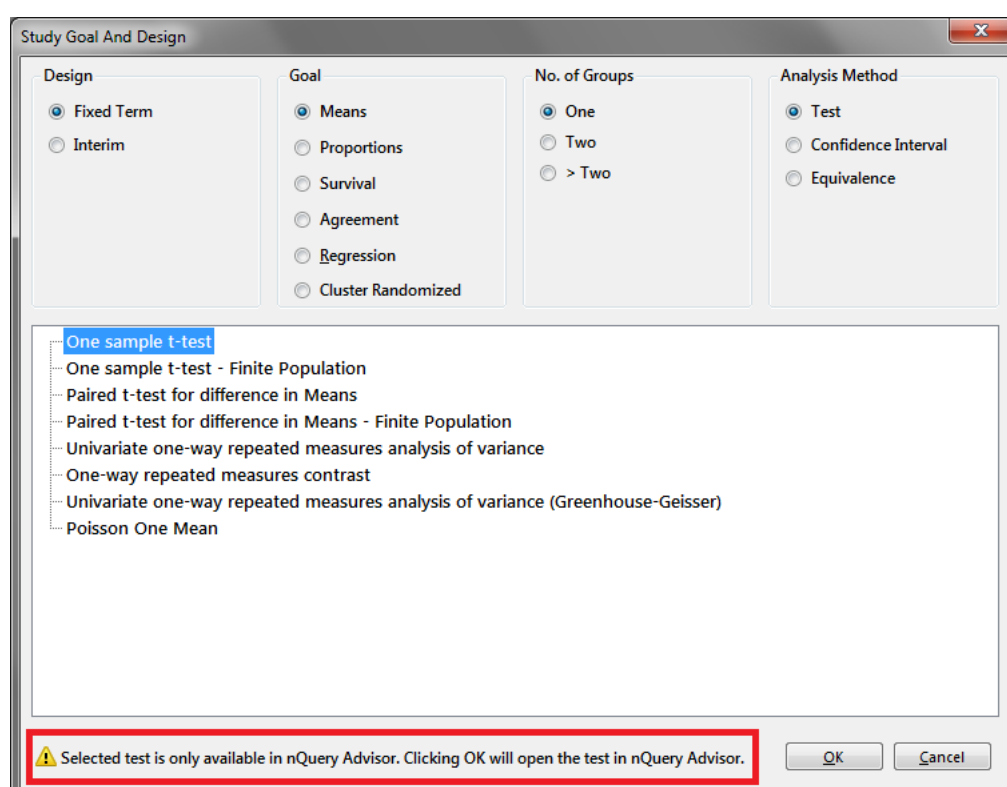 Study Goal And Design
Design
Fixed Term
Interim
Goal
Means
Proportions
Survival
Agreement
Regression
Cluster Randomized
No. of Groups
One
Two
> Two
Analysis Method
Test
Confidence Interval
Equivalence
One sample t-test
One sample t-test - Finite Population
Paired t-test for difference in Means
Paired t-test for difference in Means - Finite Population
Univariate one-way repeated measures analysis of variance
One-way repeated measures contrast
Univariate one-way repeated measures analysis of variance (Greenhouse-Geisser)
Poisson One Mean
Selected test is only available in nQuery Advisor. Clicking OK will open the test in nQuery Advisor.
OK
Cancel